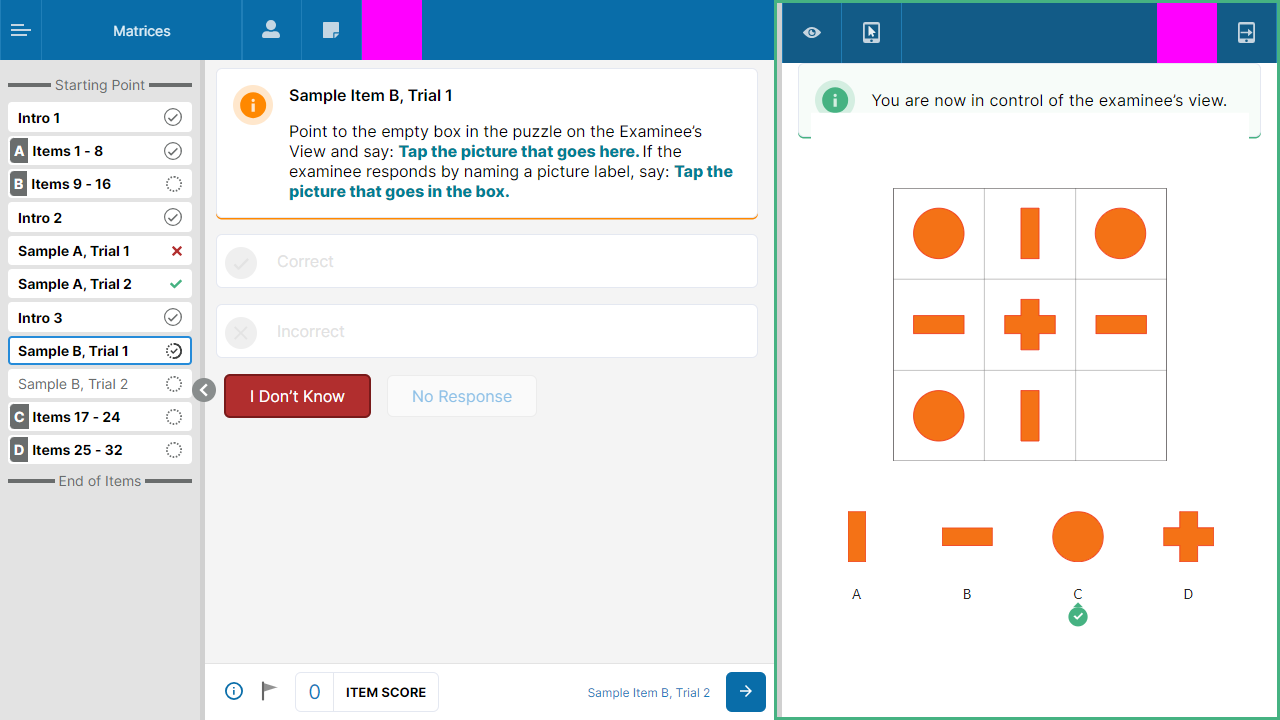 Matrices
Starting Point
Intro 1
A Items 1 - 8
B Items 9 - 16
Intro 2
Sample A, Trial 1
Sample A, Trial 2
Intro 3
Sample B, Trial 1
Sample B, Trial 2
C Items 17 - 24
D Items 25 - 32
End of Items
Sample Item B, Trial 1
Point to the empty box in the puzzle on the Examinee’s
View and say: Tap the picture that goes here. If the
examinee responds by naming a picture label, say: Tap the
picture that goes in the box.
Correct
Incorrect
I Don’t Know
No Response
0 ITEM SCORE
Sample Item B, Trial 2
You are now in control of the examinee’s view.
A B C D